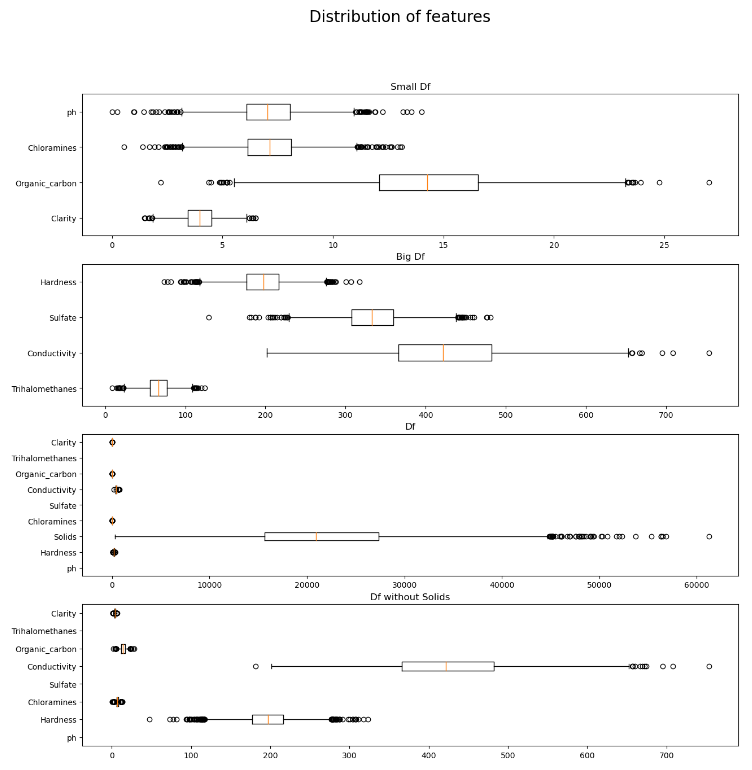 Distribution of features
Small Df
ph
Chloramines
Organic_carbon
Clarity
0 5 10 15 20 25
Big Df
Hardness
Sulfate
Conductivity
Trihalomethanes
0 100 200 300 400 500 600 700
Df
Clarity
Trihalomethanes
Organic_carbon
Conductivity
Sulfate
Chloramines
Solids
Hardness
ph
0 10000 20000 30000 40000 50000 60000
Df without Solids
Clarity
Trihalomethanes
Organic_carbon
Conductivity
Sulfate
Chloramines
Hardness
ph
0 100 200 300 400 500 600 700